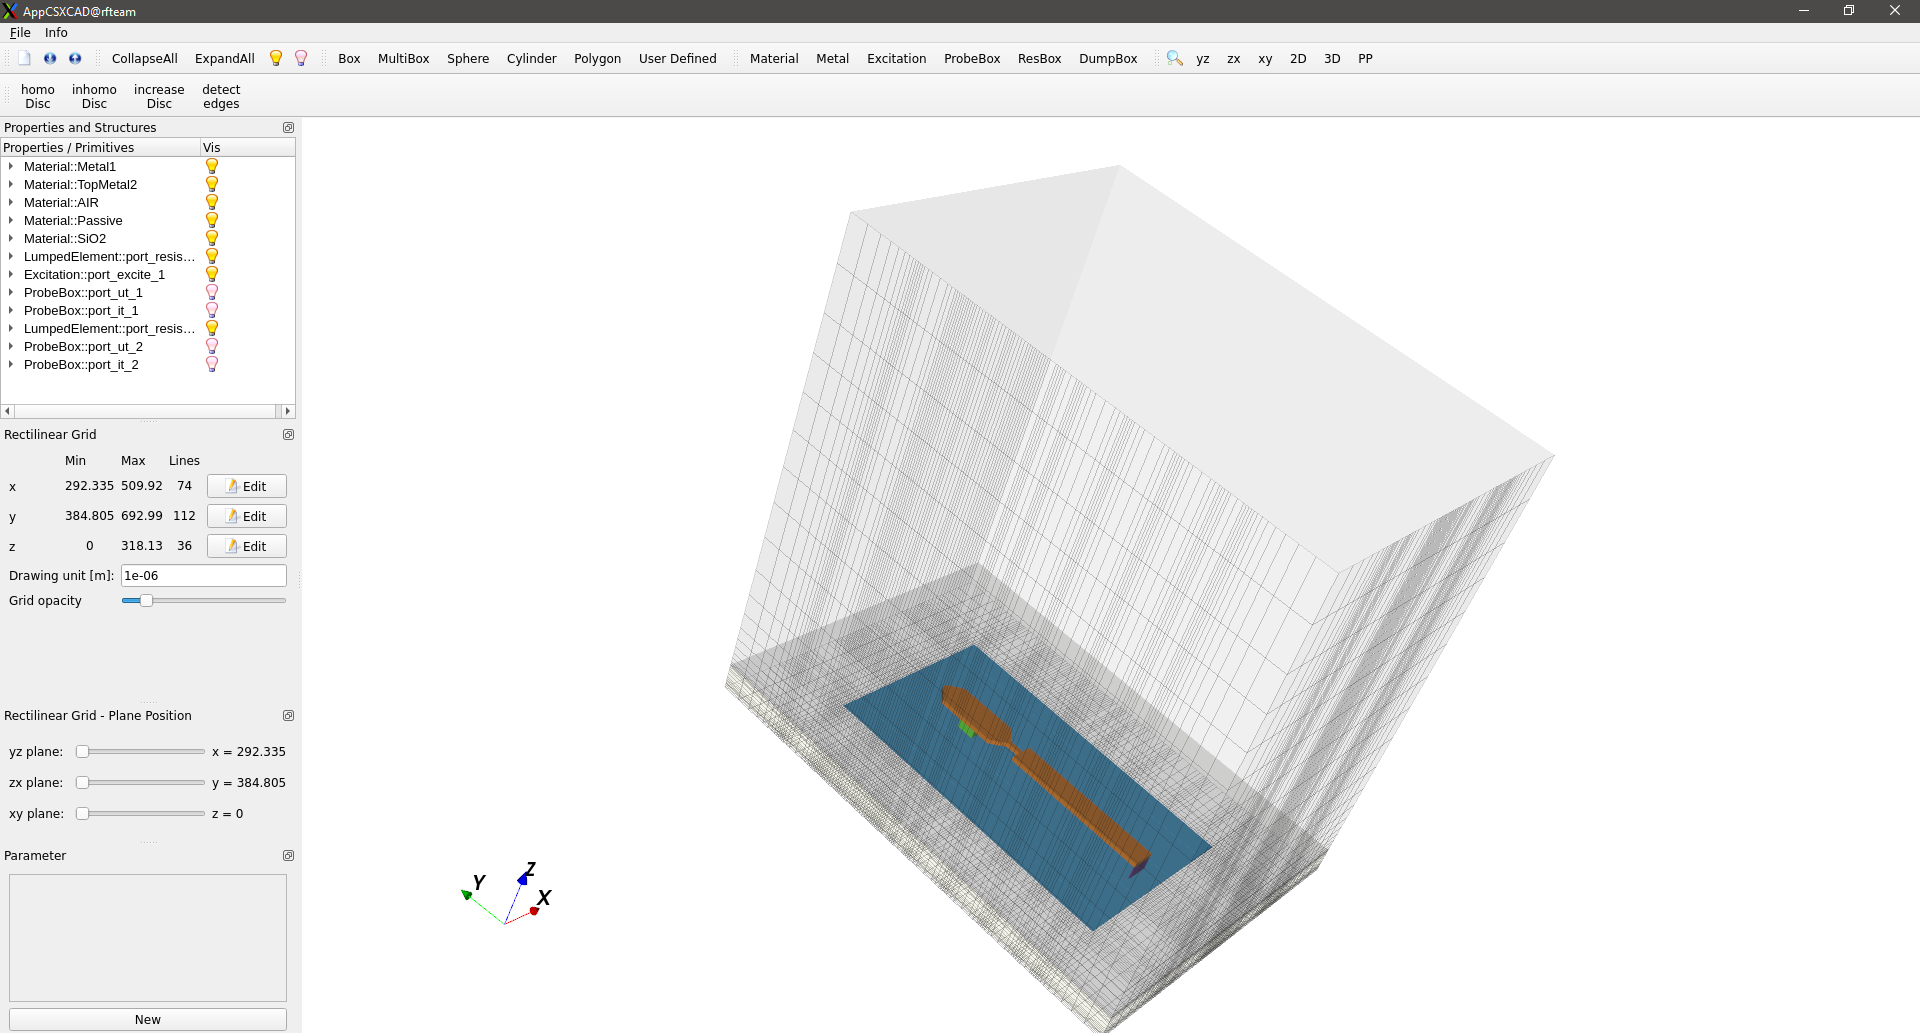 AppCSXCAD@rfteam
File Info
CollapseAll ExpandAll Box MultiBox Sphere Cylinder Polygon User Defined Material Metal Excitation ProbeBox ResBox DumpBox yz zx xy 2D 3D PP
homo inhomo increase detect
Disc Disc Disc edges
Properties and Structures
Properties / Primitives Vis
Material::Metal1
Material::TopMetal2
Material::AIR
Material::Passive
Material::SiO2
LumpedElement::port_resis...
Excitation::port_excite_1
ProbeBox::port_ut_1
ProbeBox::port_it_1
LumpedElement::port_resis...
ProbeBox::port_ut_2
ProbeBox::port_it_2
Rectilinear Grid
Min Max Lines
x 292.335 509.92 74 Edit
y 384.805 692.99 112 Edit
z 0 318.13 36 Edit
Drawing unit [m]: 1e-06
Grid opacity
Rectilinear Grid - Plane Position
yz plane: x = 292.335
zx plane: y = 384.805
xy plane: z = 0
Parameter
New
Z
Y
X